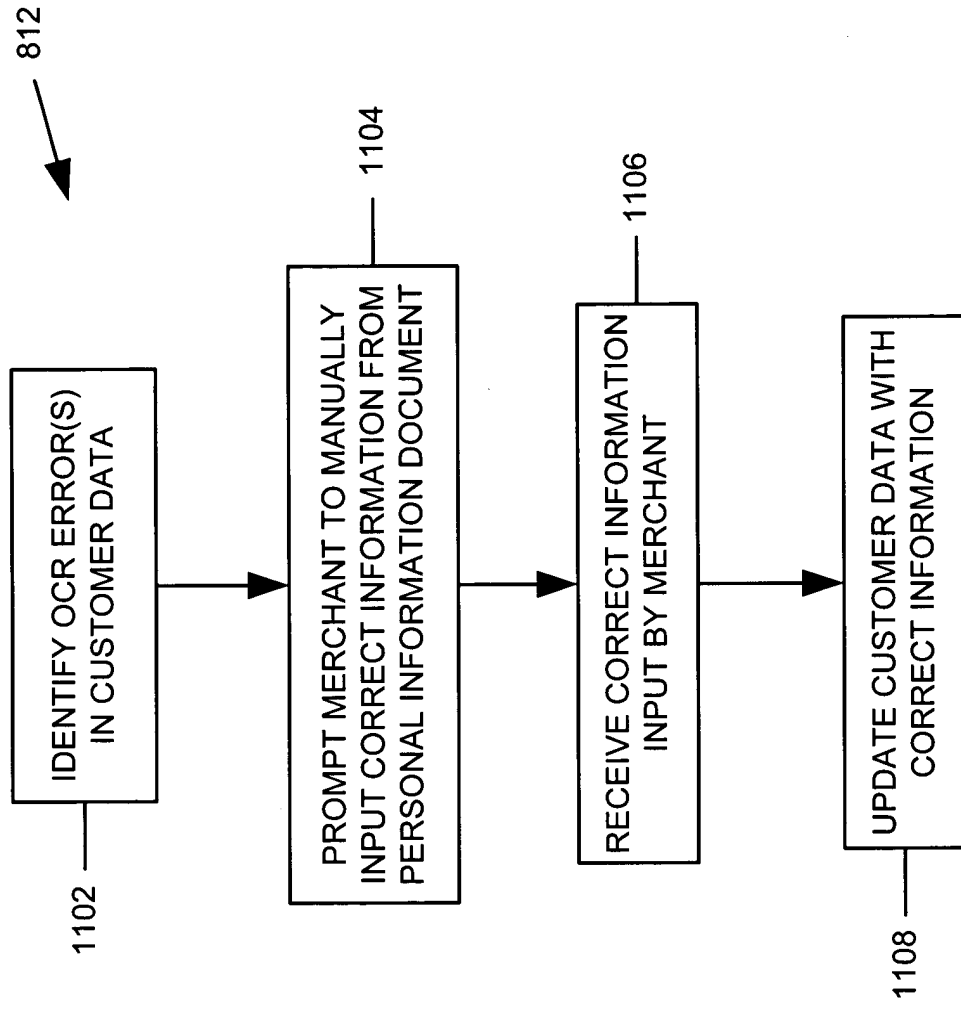 812
1102
IDENTIFY OCR ERROR(S)
IN CUSTOMER DATA
1104
PROMPT MERCHANT TO MANUALLY
INPUT CORRECT INFORMATION FROM
PERSONAL INFORMATION DOCUMENT
1106
RECEIVE CORRECT INFORMATION
INPUT BY MERCHANT
1108
UPDATE CUSTOMER DATA WITH
CORRECT INFORMATION